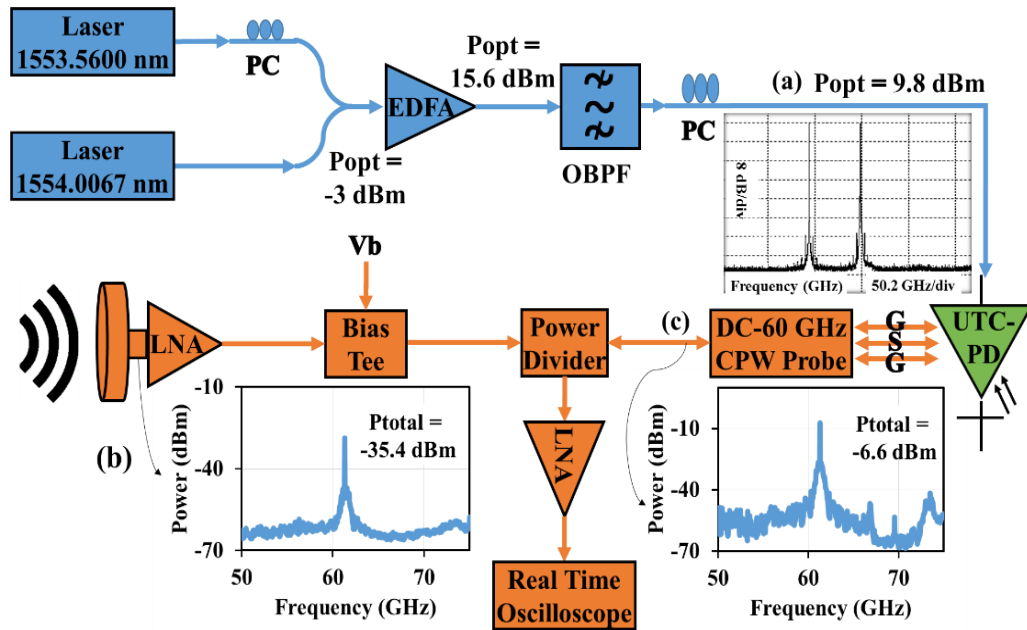 Laser
1553.5600 nm
PC
Laser
1554.0067 nm
Popt =
-3 dBm
EDFA
Popt =
15.6 dBm
OBPF
PC
(a) Popt = 9.8 dBm
8 dB/div
Frequency (GHz) 50.2 GHz/div
UTC-
PD
G
S
G
DC-60 GHz
CPW Probe
(c)
Power
Divider
Vb
Bias
Tee
LNA
LNA
Real Time
Oscilloscope
(b)
Power (dBm)
-10
-40
-70
Ptotal =
-35.4 dBm
50 60 70
Frequency (GHz)
Power (dBm)
-10
-40
-70
Ptotal =
-6.6 dBm
50 60 70
Frequency (GHz)